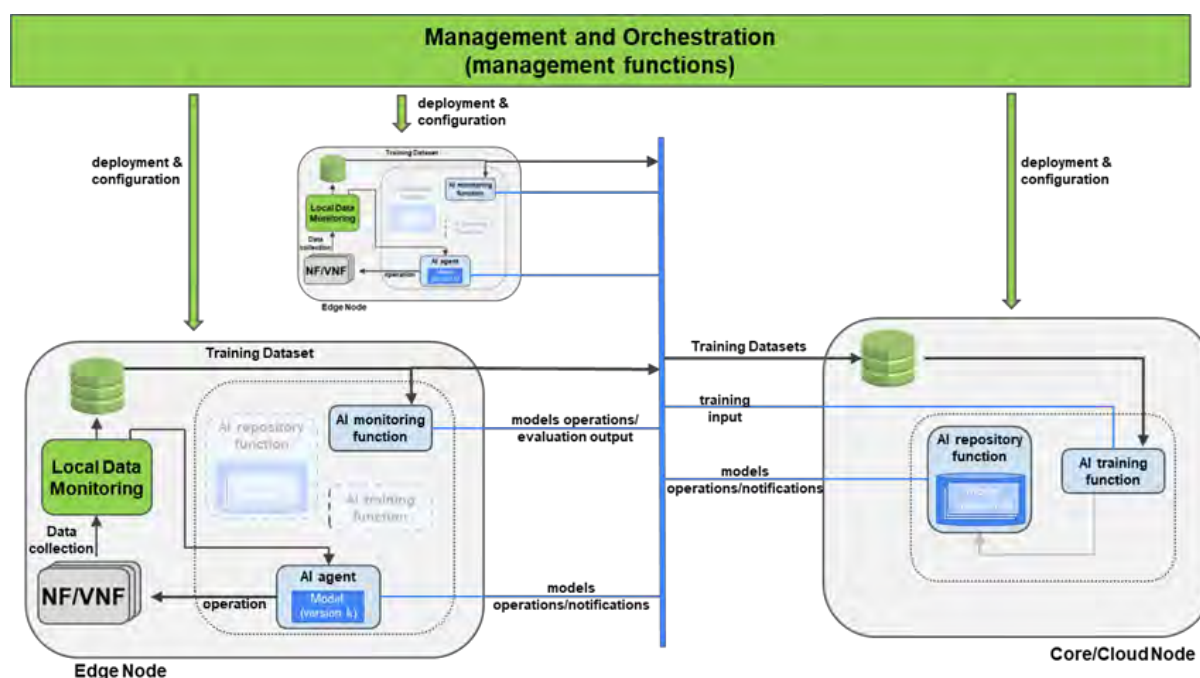 Management and Orchestration
(management functions)
deployment &
configuration
deployment &
configuration
deployment &
configuration
Training Dataset
AI monitoring
function
Local Data
Monitoring
Data
collection
NF/VNF
operation
AI agent
Edge Node
Training Dataset
AI repository
function
AI monitoring
function
models operations/
evaluation output
Local Data
Monitoring
AI training
function
Data
collection
NF/VNF
operation
AI agent
Model
(version k)
models
operations/notifications
Edge Node
Training Datasets
training
input
models
operations/notifications
AI repository
function
AI training
function
Core/Cloud Node